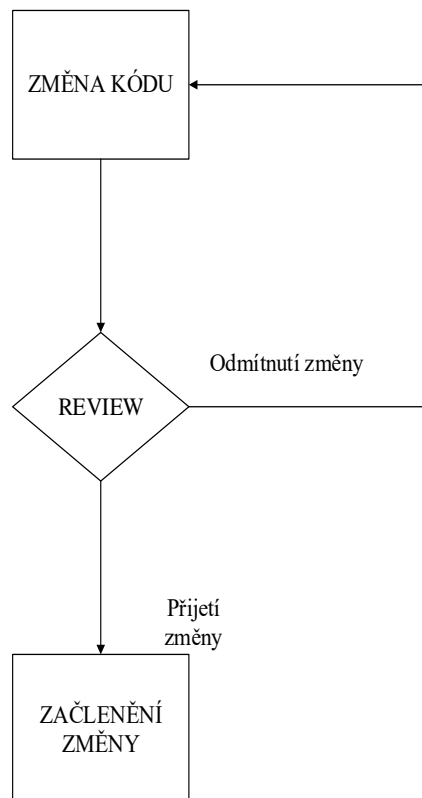 ZMĚNA KÓDU
Odmítnutí změny
REVIEW
Přijetí
změny
ZAČLENĚNÍ
ZMĚNY